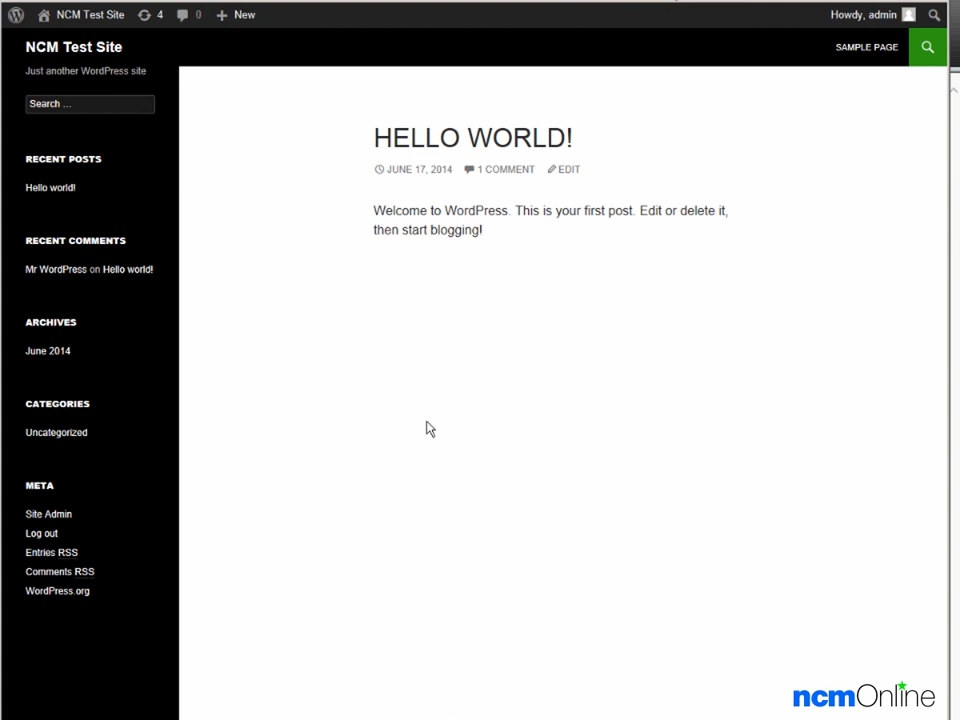 NCM Test Site 4 0 New Howdy, admin
NCM Test Site
SAMPLE PAGE
Just another WordPress site
Search ...
RECENT POSTS
Hello world!
RECENT COMMENTS
Mr WordPress on Hello world!
ARCHIVES
June 2014
CATEGORIES
Uncategorized
META
Site Admin
Log out
Entries RSS
Comments RSS
WordPress.org
HELLO WORLD!
JUNE 17, 2014 1 COMMENT EDIT
Welcome to WordPress. This is your first post. Edit or delete it,
then start blogging!
ncmOnline